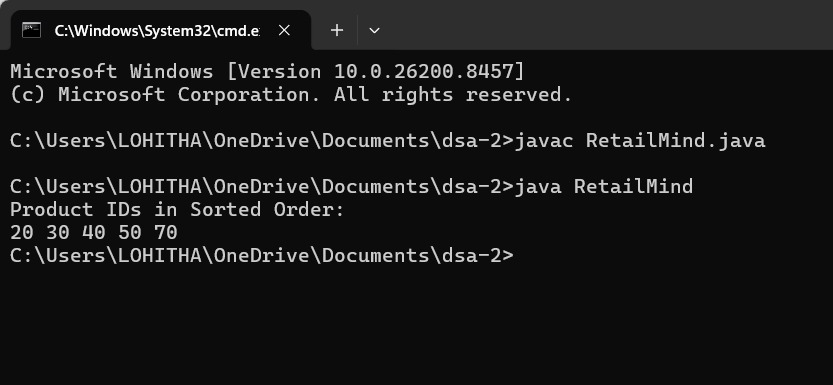 C:\Windows\System32\cmd.e
Microsoft Windows [Version 10.0.26200.8457]
(c) Microsoft Corporation. All rights reserved.
C:\Users\LOHITHA\OneDrive\Documents\dsa-2>javac RetailMind.java
C:\Users\LOHITHA\OneDrive\Documents\dsa-2>java RetailMind
Product IDs in Sorted Order:
20 30 40 50 70
C:\Users\LOHITHA\OneDrive\Documents\dsa-2>